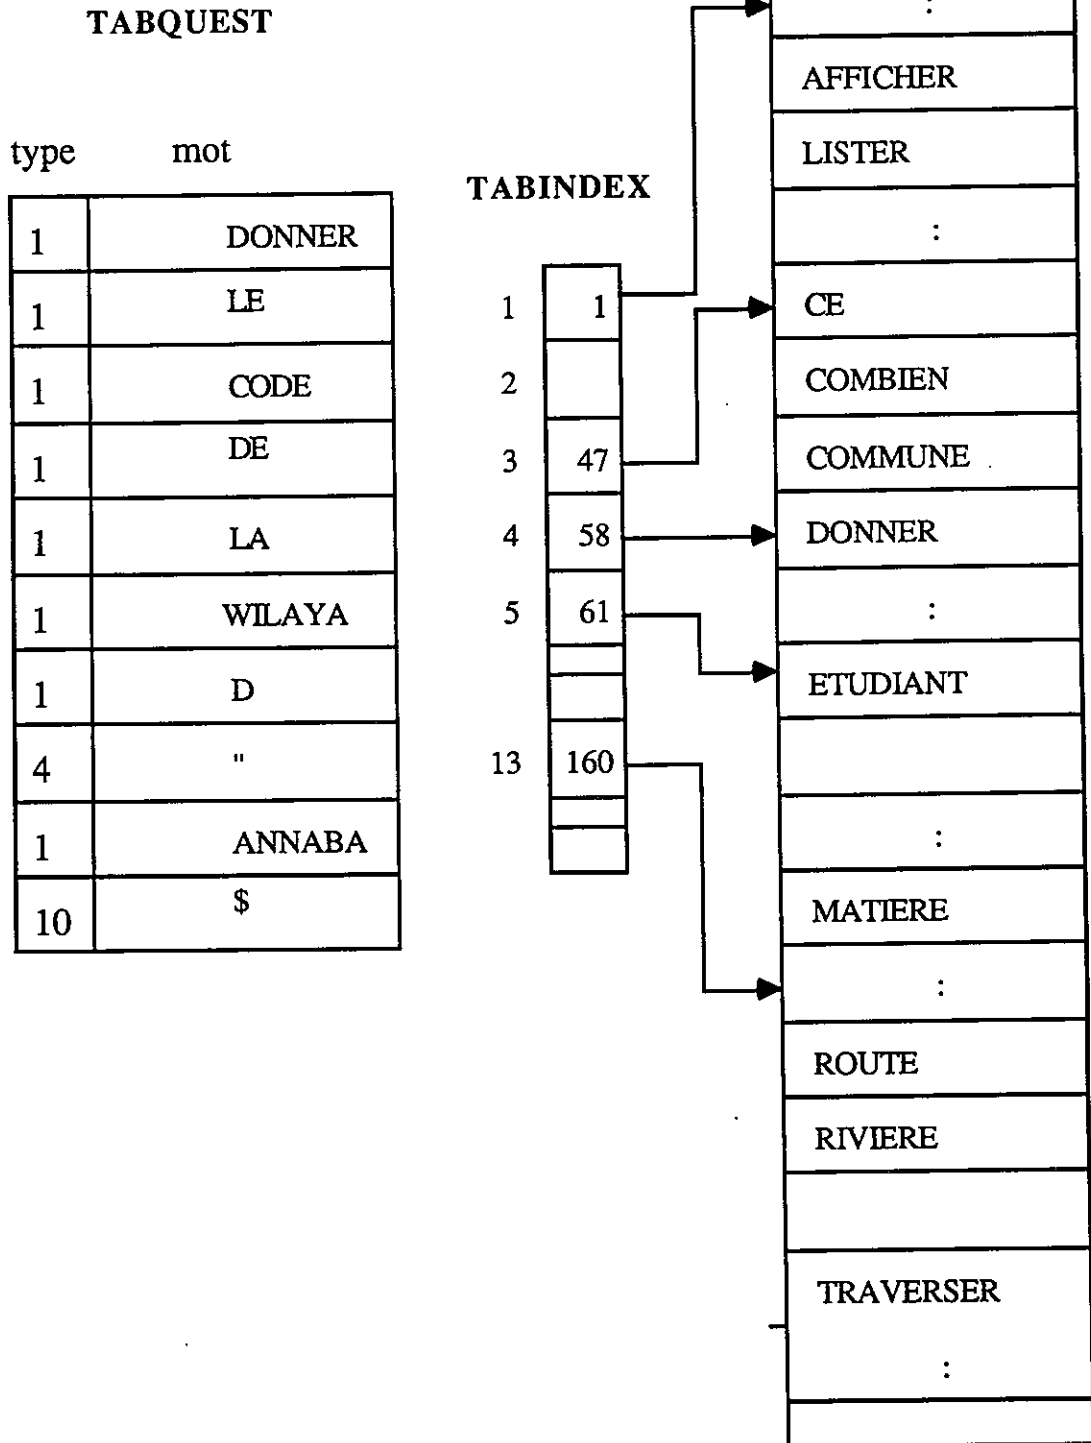 TABQUEST
type mot
1 DONNER
1 LE
1 CODE
1 DE
1 LA
1 WILAYA
1 D
4 "
1 ANNABA
10 $
TABINDEX
1 1
2
3 47
4 58
5 61
13 160
:
AFFICHER
LISTER
:
CE
COMBIEN
COMMUNE
DONNER
:
ETUDIANT
:
MATIERE
:
ROUTE
RIVIERE
TRAVERSER
: